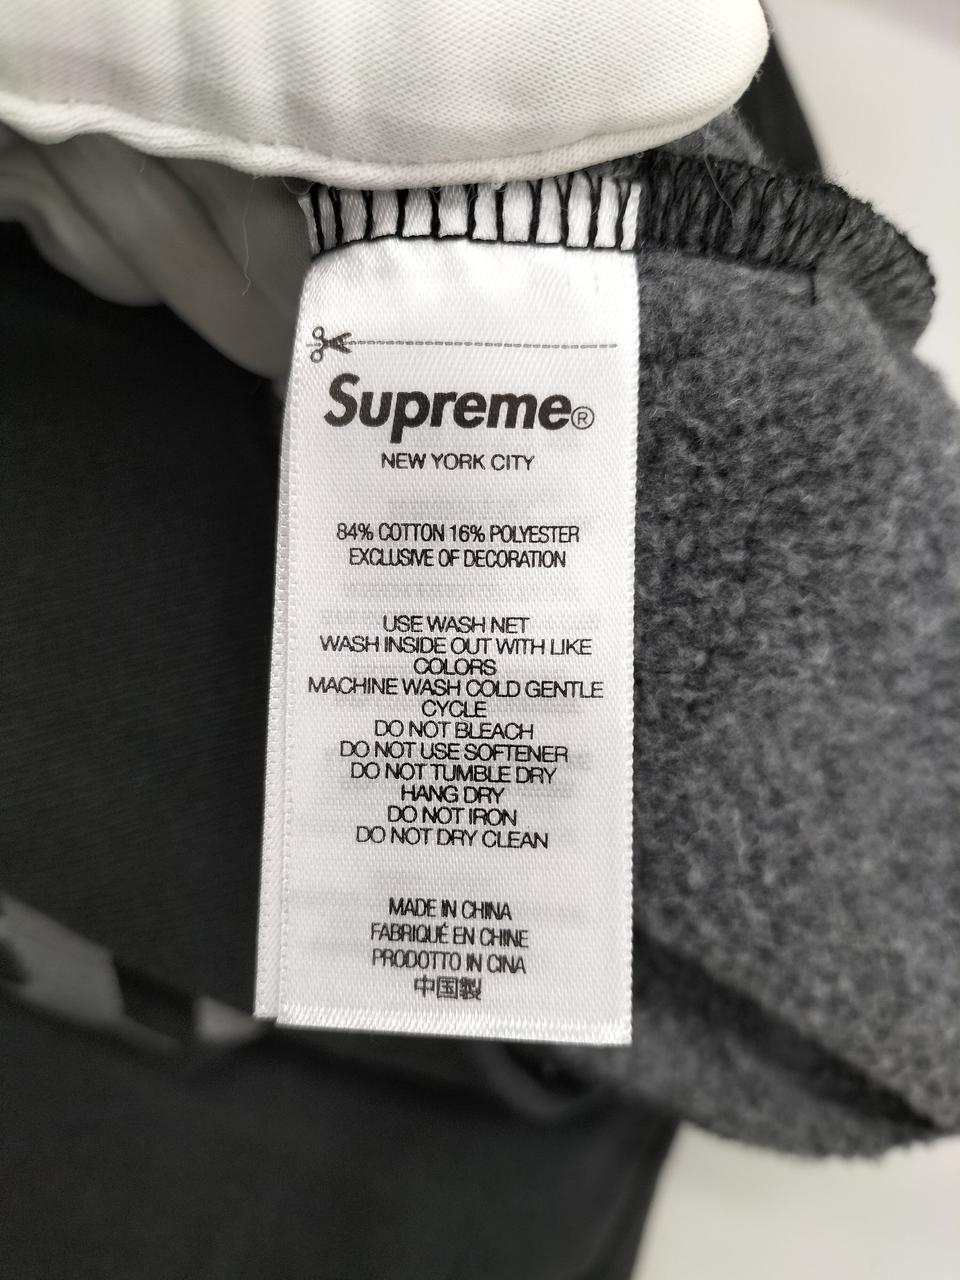 Supreme®
NEW YORK CITY
84% COTTON 16% POLYESTER
EXCLUSIVE OF DECORATION
USE WASH NET
WASH INSIDE OUT WITH LIKE
COLORS
MACHINE WASH COLD GENTLE
CYCLE
DO NOT BLEACH
DO NOT USE SOFTENER
DO NOT TUMBLE DRY
HANG DRY
DO NOT IRON
DO NOT DRY CLEAN
MADE IN CHINA
FABRIQUÉ EN CHINE
PRODOTTO IN CINA
中国製